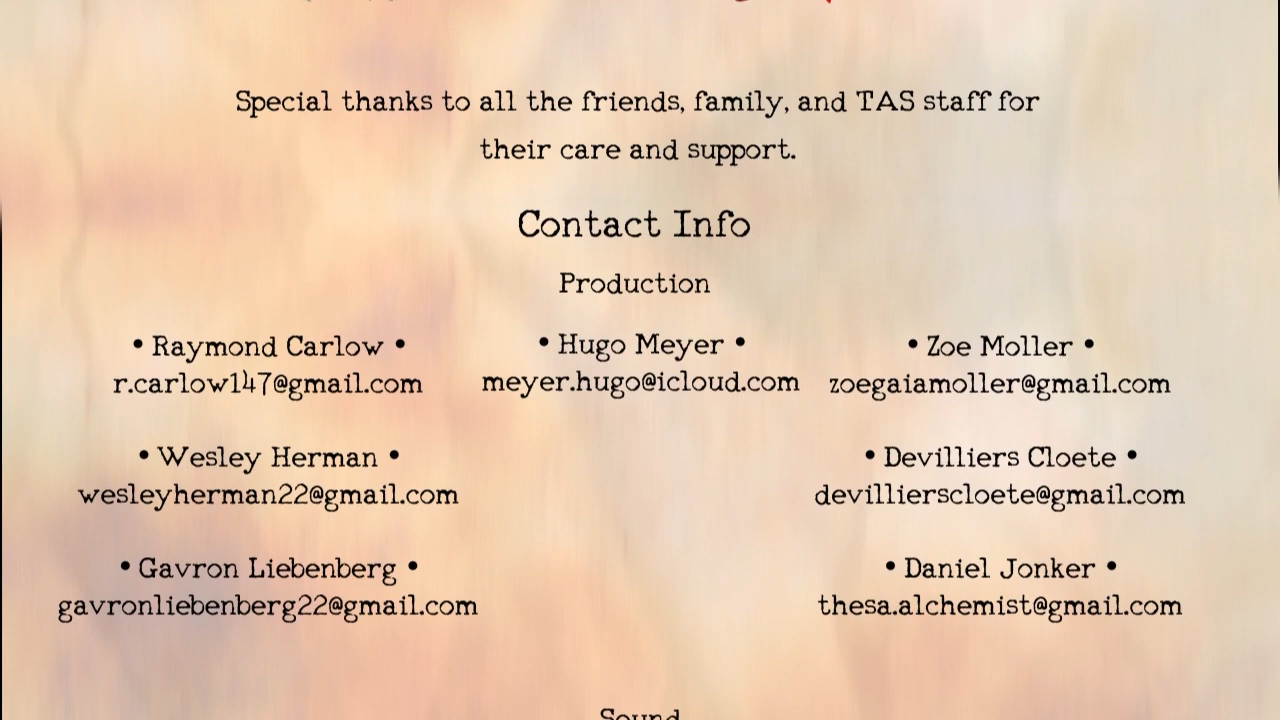 Special thanks to all the friends, family, and TAS staff for
their care and support.
Contact Info
Production
• Raymond Carlow •
r.carlow147@gmail.com
• Hugo Meyer •
meyer.hugo@icloud.com
• Zoe Moller •
zoegaiamoller@gmail.com
• Wesley Herman •
wesleyherman22@gmail.com
• Devilliers Cloete •
devillierscloete@gmail.com
• Gavron Liebenberg •
gavronliebenberg22@gmail.com
• Daniel Jonker •
thesa.alchemist@gmail.com
Sound